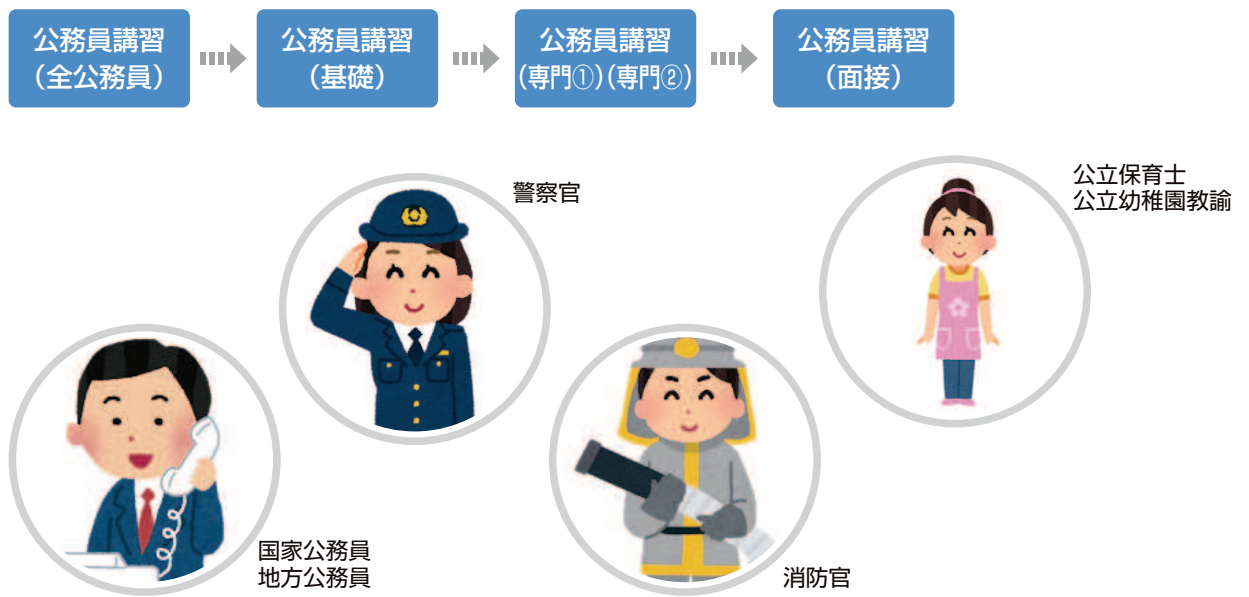 公務員講習
（全公務員）
公務員講習
（基礎）
公務員講習
（専門①）（専門②）
公務員講習
（面接）
警察官
公立保育士
公立幼稚園教諭
国家公務員
地方公務員
消防官